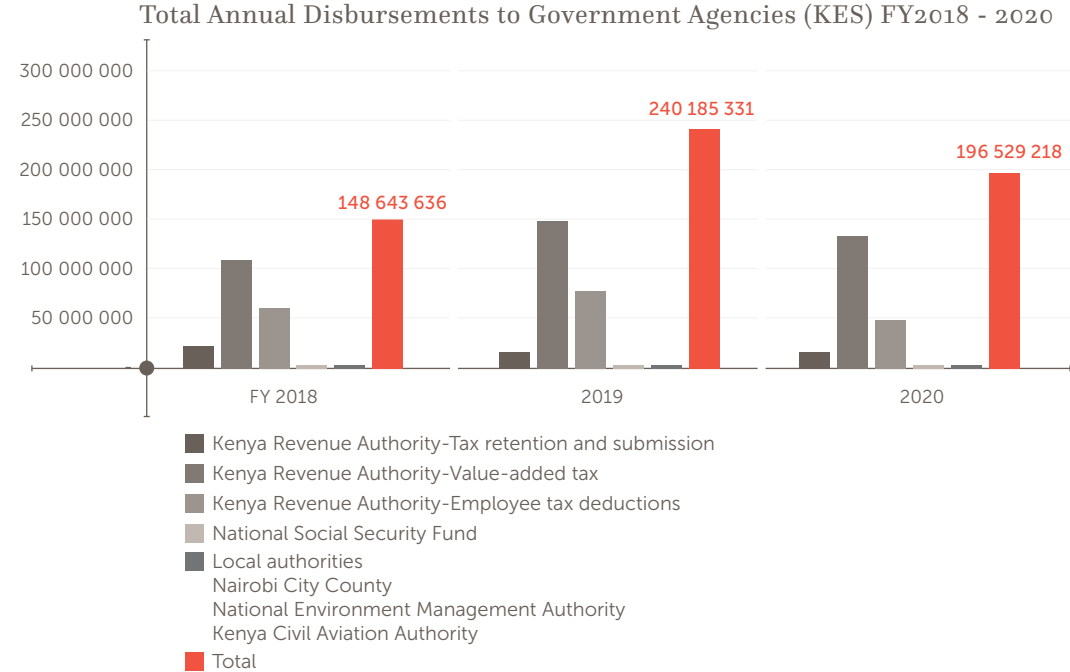 Total Annual Disbursements to Government Agencies (KES) FY2018 - 2020
300 000 000
250 000 000
200 000 000
150 000 000
100 000 000
50 000 000
-
148 643 636
240 185 331
196 529 218
FY 2018
2019
2020
Kenya Revenue Authority-Tax retention and submission
Kenya Revenue Authority-Value-added tax
Kenya Revenue Authority-Employee tax deductions
National Social Security Fund
Local authorities
Nairobi City County
National Environment Management Authority
Kenya Civil Aviation Authority
Total